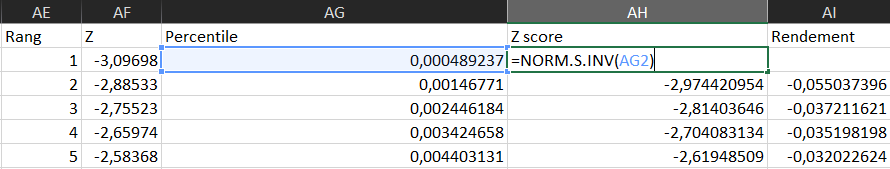 AE AF AG AH AI
Rang Z Percentile Z score Rendement
1 -3,09698 0,000489237 =NORM.S.INV(AG2)
2 -2,88533 0,00146771 -2,974420954 -0,055037396
3 -2,75523 0,002446184 -2,81403646 -0,037211621
4 -2,65974 0,003424658 -2,704083134 -0,035198198
5 -2,58368 0,004403131 -2,61948509 -0,032022624